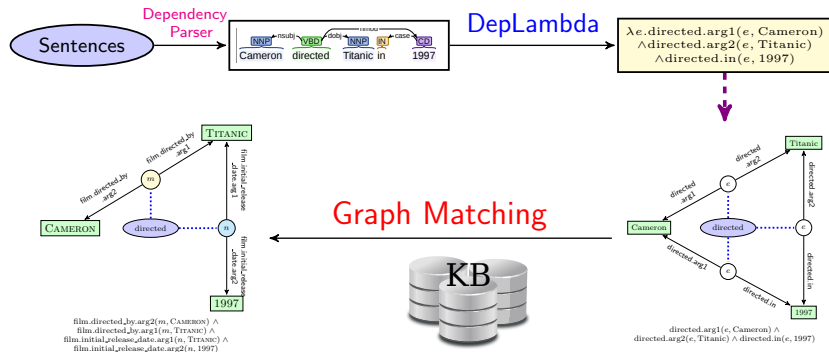 Sentences
Dependency
Parser
NNP
nsubj
VBD
dobj
nmod
NNP
IN
case
CD
Cameron
directed
Titanic
in
1997
DepLambda
λe.directed.arg1(e, Cameron)
∧directed.arg2(e, Titanic)
∧directed.in(e, 1997)
TITANIC
film.directed_by
.arg1
film.directed_by
.arg2
film.initial_release
_date.arg1
m
CAMERON
directed
n
film.initial_release
_date.arg2
1997
film.directed_by.arg2(m, CAMERON) ∧
film.directed_by.arg1(m, TITANIC) ∧
film.initial_release_date.arg1(n, TITANIC) ∧
film.initial_release_date.arg2(n, 1997)
Graph Matching
KB
Titanic
directed
.arg2
directed
.arg1
directed.arg2
e
Cameron
directed
e
directed.arg1
e
directed.in
directed.in
1997
directed.arg1(e, Cameron) ∧
directed.arg2(e, Titanic) ∧ directed.in(e, 1997)